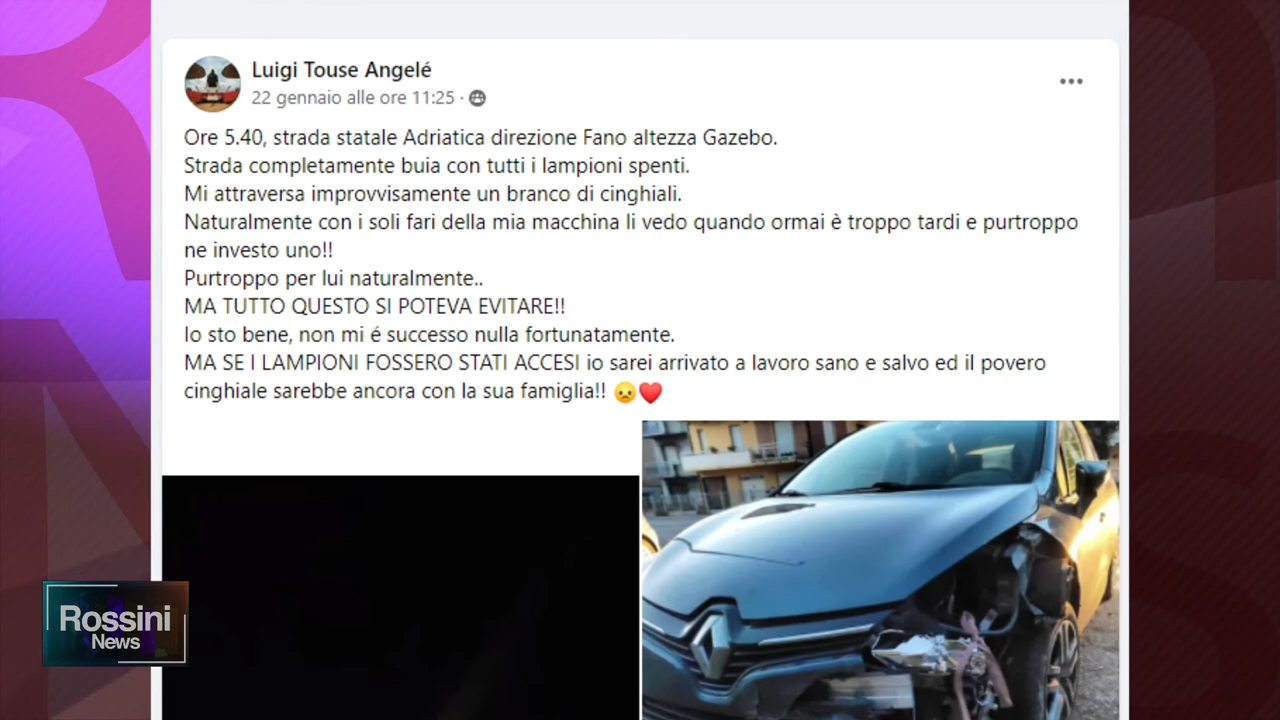 Luigi Touse Angelé
22 gennaio alle ore 11:25 ·
Ore 5.40, strada statale Adriatica direzione Fano altezza Gazebo.
Strada completamente buia con tutti i lampioni spenti.
Mi attraversa improvvisamente un branco di cinghiali.
Naturalmente con i soli fari della mia macchina li vedo quando ormai è troppo tardi e purtroppo
ne investo uno!!
Purtroppo per lui naturalmente..
MA TUTTO QUESTO SI POTEVA EVITARE!!
Io sto bene, non mi é successo nulla fortunatamente.
MA SE I LAMPIONI FOSSERO STATI ACCESI io sarei arrivato a lavoro sano e salvo ed il povero
cinghiale sarebbe ancora con la sua famiglia!! 😣❤️
Rossini
News